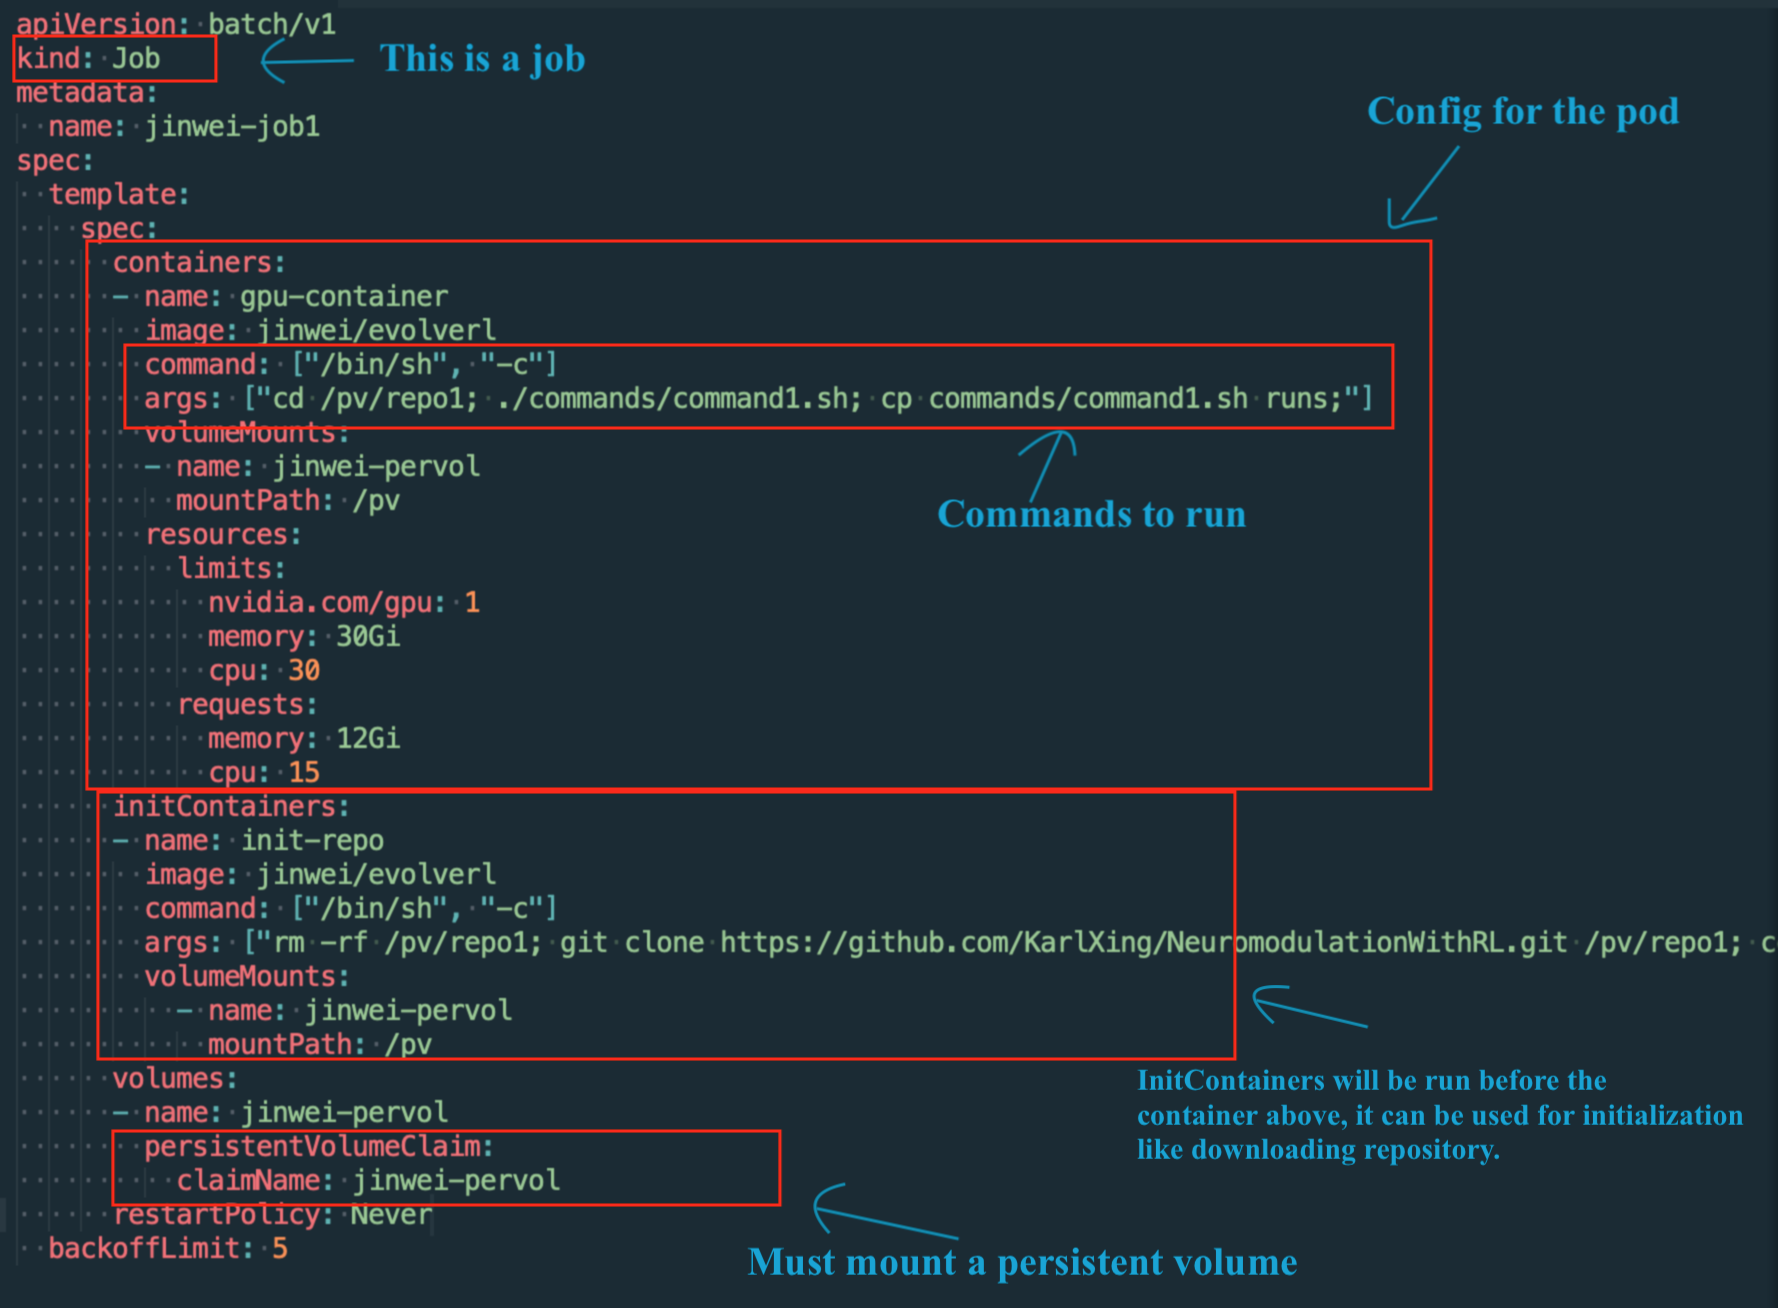 apiVersion: batch/v1
kind: Job
This is a job
metadata:
name: jinwei-job1
Config for the pod
spec:
template:
spec:
containers:
- name: gpu-container
image: jinwei/evolverl
command: ["/bin/sh", "-c"]
args: ["cd /pv/repo1; ./commands/command1.sh; cp commands/command1.sh runs;"]
volumeMounts:
- name: jinwei-pervol
mountPath: /pv
Commands to run
resources:
limits:
nvidia.com/gpu: 1
memory: 30Gi
cpu: 30
requests:
memory: 12Gi
cpu: 15
initContainers:
- name: init-repo
image: jinwei/evolverl
command: ["/bin/sh", "-c"]
args: ["rm -rf /pv/repo1; git clone https://github.com/KarlXing/NeuromodulationWithRL.git /pv/repo1; c
volumeMounts:
- name: jinwei-pervol
mountPath: /pv
InitContainers will be run before the
container above, it can be used for initialization
like downloading repository.
volumes:
- name: jinwei-pervol
persistentVolumeClaim:
claimName: jinwei-pervol
restartPolicy: Never
backoffLimit: 5
Must mount a persistent volume